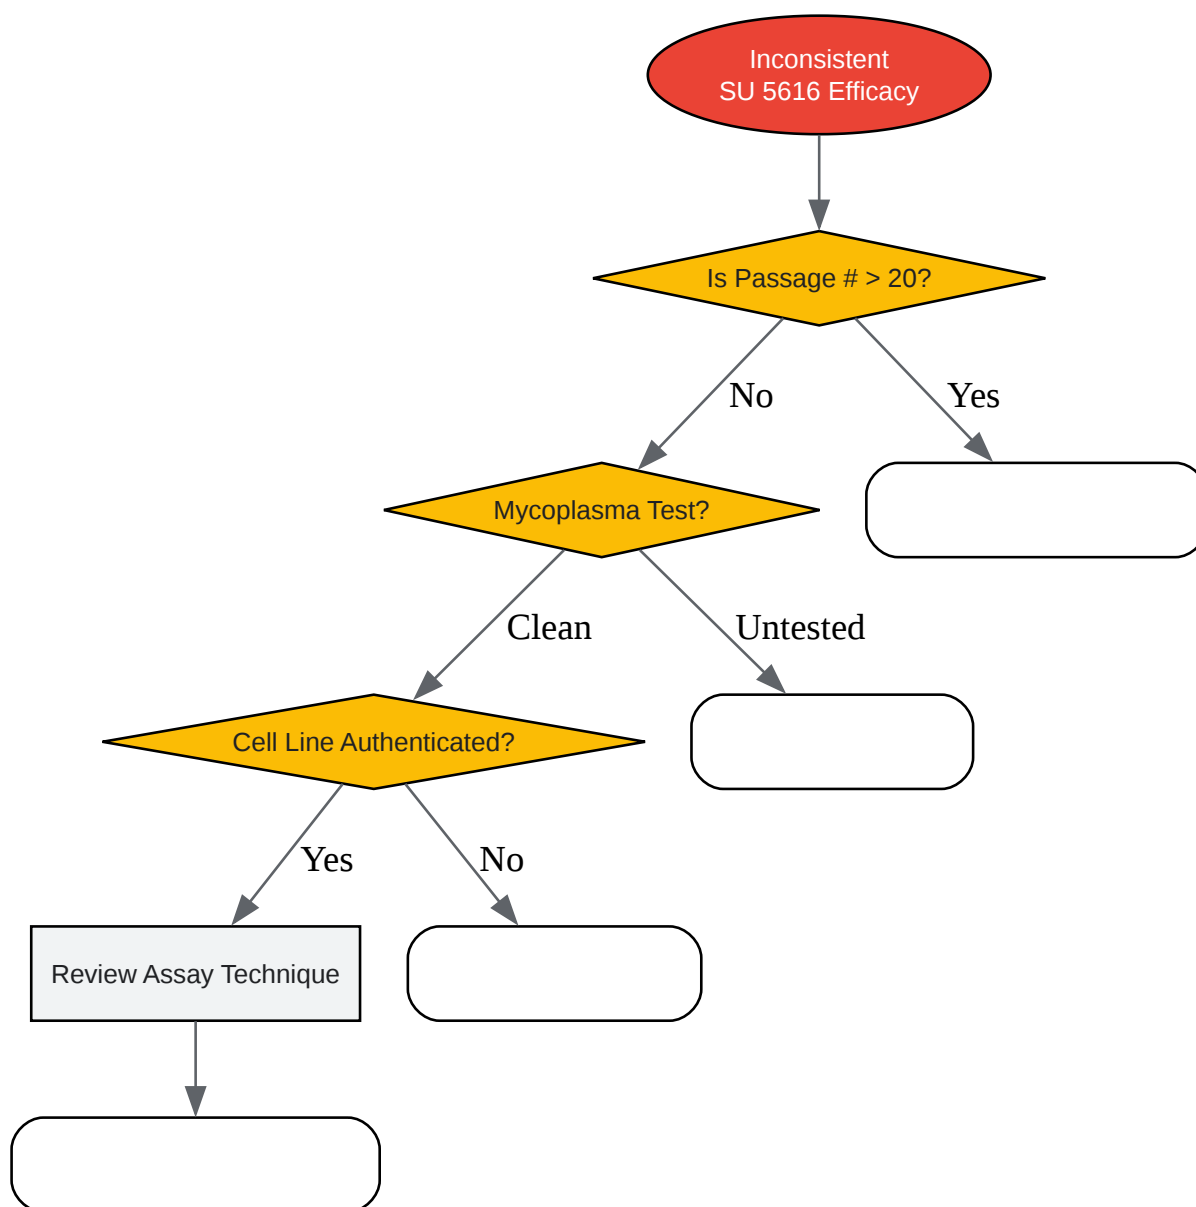 Inconsistent
SU 5616 Efficacy
Is Passage # > 20?
No
Yes
Mycoplasma Test?
Clean
Untested
Cell Line Authenticated?
Yes
No
Review Assay Technique